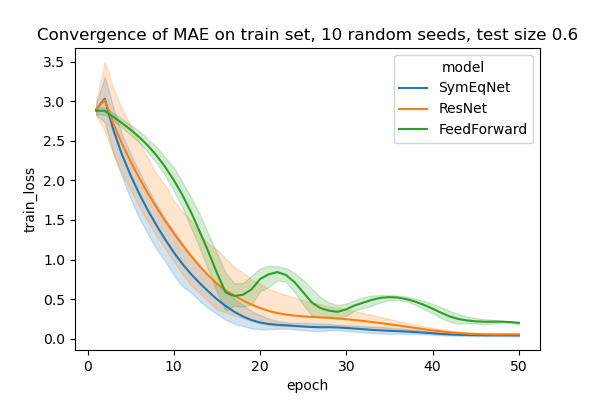 Convergence of MAE on train set, 10 random seeds, test size 0.6
model
SymEqNet
ResNet
FeedForward
train_loss
3.5
3.0
2.5
2.0
1.5
1.0
0.5
0.0
0 10 20 30 40 50
epoch